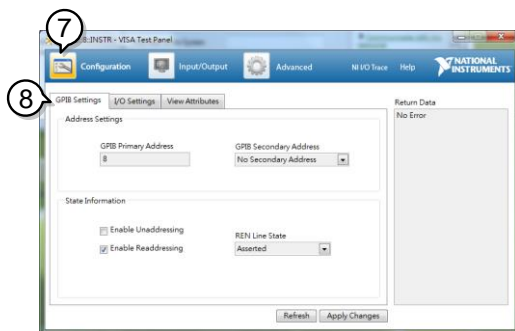 7
::INSTR - VISA Test Panel
Configuration
Input/Output
Advanced
NI I/O Trace
Help
NATIONAL
INSTRUMENTS
8
GPIB Settings
I/O Settings
View Attributes
Return Data
No Error
Address Settings
GPIB Primary Address
8
GPIB Secondary Address
No Secondary Address
State Information
Enable Unaddressing
Enable Readdressing
REN Line State
Asserted
Refresh
Apply Changes